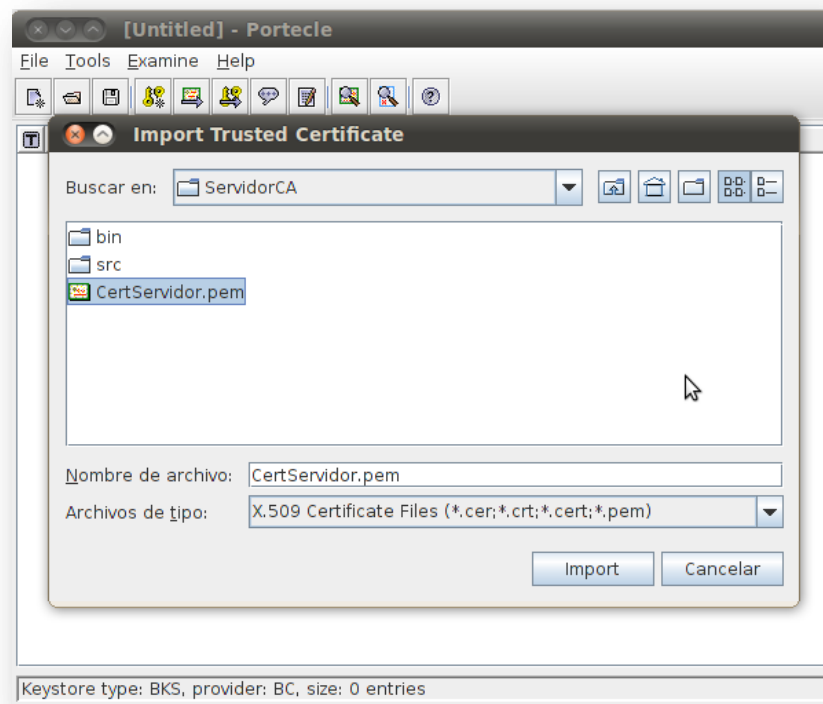 [Untitled] - Portecle
File Tools Examine Help
T
Import Trusted Certificate
Buscar en: ServidorCA
bin
src
CertServidor.pem
Nombre de archivo: CertServidor.pem
Archivos de tipo: X.509 Certificate Files (*.cer;*.crt;*.cert;*.pem)
Import Cancelar
Keystore type: BKS, provider: BC, size: 0 entries